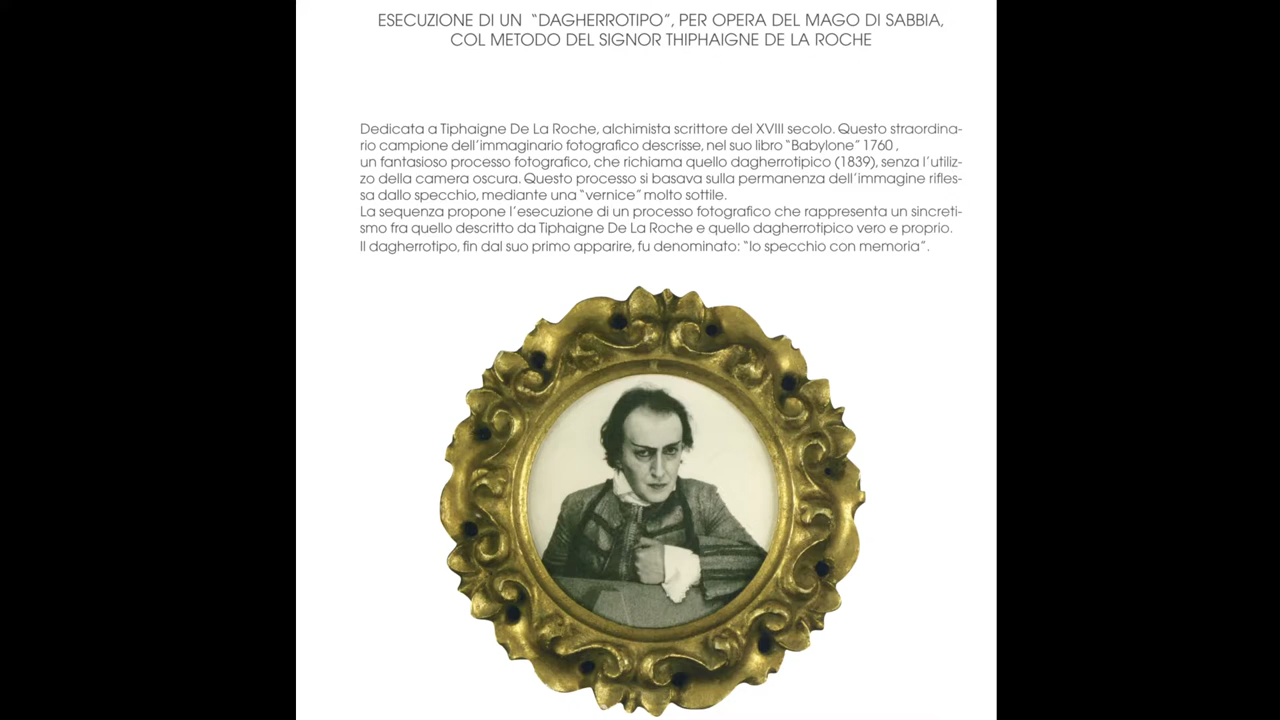 ESECUZIONE DI UN “DAGHERROTIPO”, PER OPERA DEL MAGO DI SABBIA,
COL METODO DEL SIGNOR THIPHAIGNE DE LA ROCHE
Dedicata a Tiphaigne De La Roche, alchimista scrittore del XVIII secolo. Questo straordina-
rio campione dell’immaginario fotografico descrisse, nel suo libro “Babylone” 1760 ,
un fantasioso processo fotografico, che richiama quello dagherrotipico (1839), senza l’utiliz-
zo della camera oscura. Questo processo si basava sulla permanenza dell’immagine rifles-
sa dallo specchio, mediante una “vernice” molto sottile.
La sequenza propone l’esecuzione di un processo fotografico che rappresenta un sincreti-
smo fra quello descritto da Tiphaigne De La Roche e quello dagherrotipico vero e proprio.
Il dagherrotipo, fin dal suo primo apparire, fu denominato: “lo specchio con memoria”.